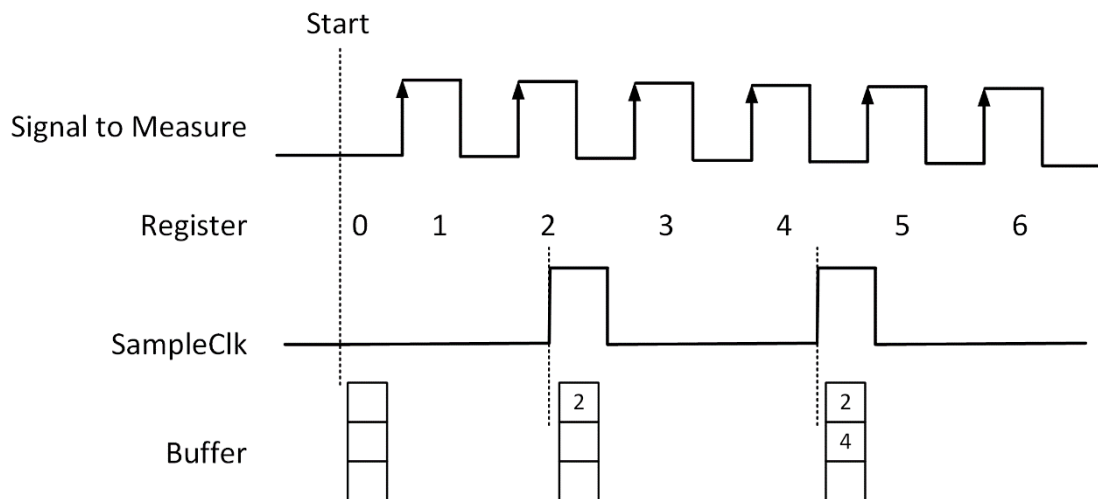 Start
Signal to Measure
Register 0 1 2 3 4 5 6
SampleClk
2 2
Buffer 4